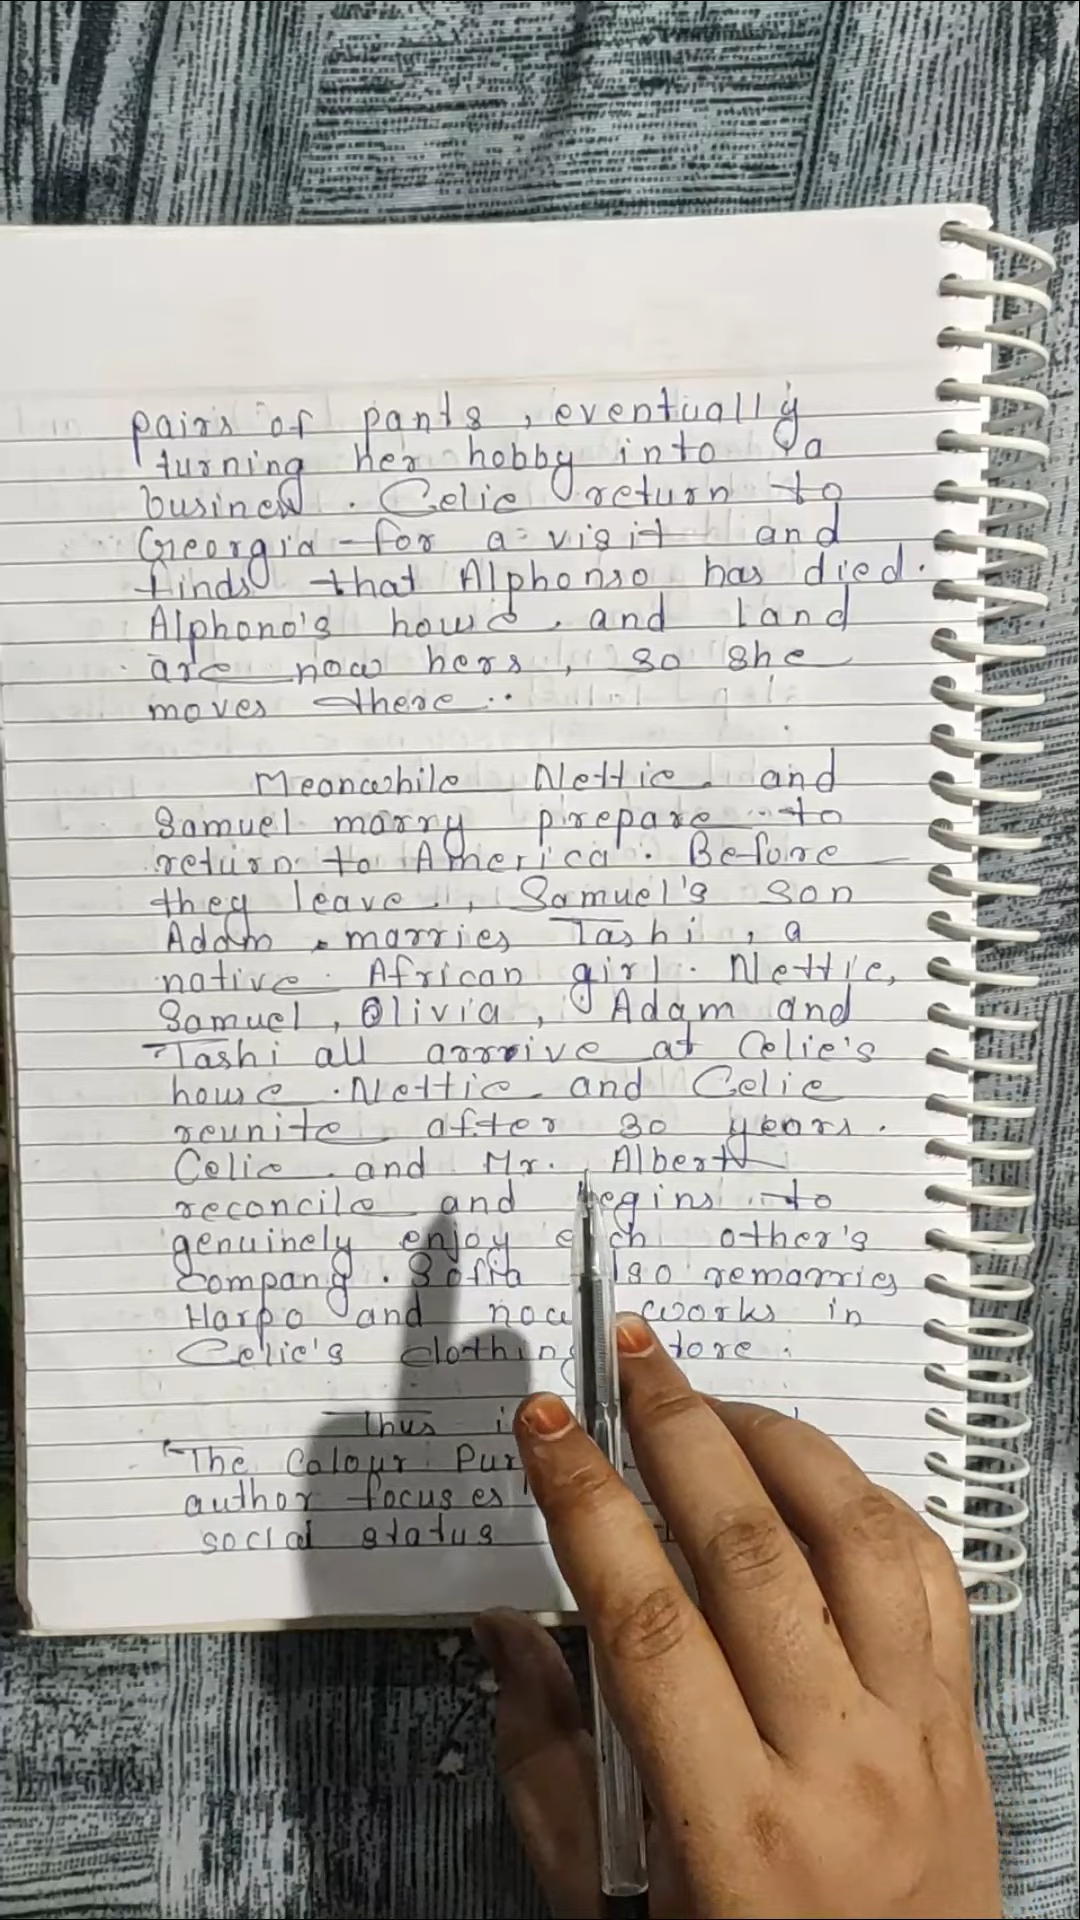 pairs of pants, eventually
turning her hobby into a
business. Celie return to
Georgia for a visit and
finds that Alphonso has died.
Alphono's house and land
are now hers, so she
moves there..
Meanwhile Nettie and
Samuel marry prepare to
return to America. Before
they leave, Samuel's son
Adam marries Tashi, a
native African girl. Nettie,
Samuel, Olivia, Adam and
Tashi all arrive at Celie's
house. Nettie and Celie
reunite after 30 years.
Celie and Mr. Albert
reconcile and begins to
genuinely enjoy each other's
company. Sofia also remarries
Harpo and now works in
Celie's clothing store.
Thus
"The Colour
author focuses
social status